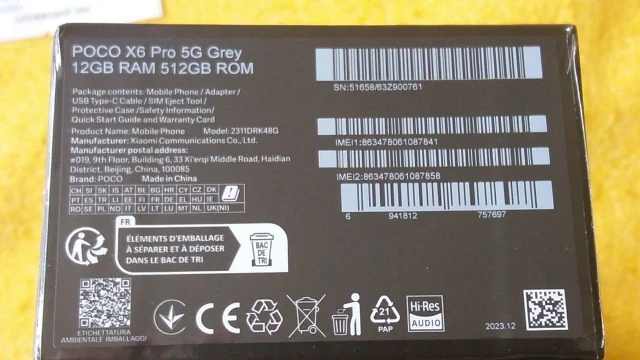 POCO X6 Pro 5G Grey
12GB RAM 512GB ROM
Package contents: Mobile Phone / Adapter /
USB Type-C Cable / SIM Eject Tool /
Protective Case /Safety Information/
Quick Start Guide and Warranty Card
Product Name: Mobile Phone Model: 2311DRK48G
Manufacturer: Xiaomi Communications Co., Ltd.
Manufacturer postal address:
#019, 9th Floor, Building 6, 33 Xi'erqi Middle Road, Haidian
District, Beijing, China, 100085
Brand: POCO Made in China
CH SI SK IS AT BE BG HR CY CZ DK
PT ES TR LI EE FI FR DE EL HU IE
RO SE PL NO IT LV LT LU MT NL UK(NI)
SN:51658/63Z900761
IMEI1:863478061087841
IMEI2:863478061087858
6 941812 757697
FR
ÉLÉMENTS D'EMBALLAGE
À SÉPARER ET À DÉPOSER
DANS LE BAC DE TRI
BAC
DE
TRI
ETICHETTATURA
AMBIENTALE IMBALLAGGI
CE
21
PAP
Hi-Res
AUDIO
2023.12